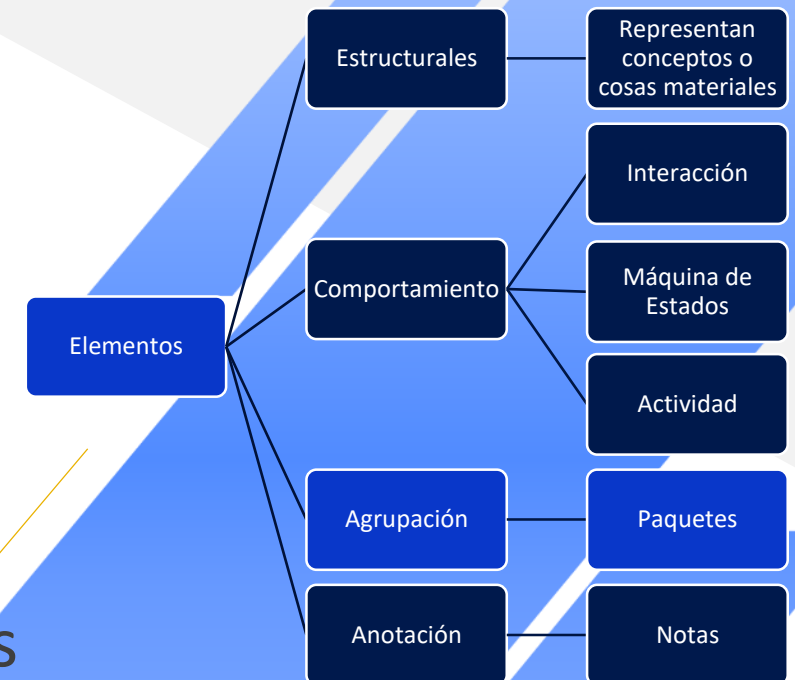 Estructurales
Representan
conceptos o
cosas materiales
Interacción
Comportamiento
Máquina de
Estados
Elementos
Actividad
Agrupación
Paquetes
Anotación
Notas
s